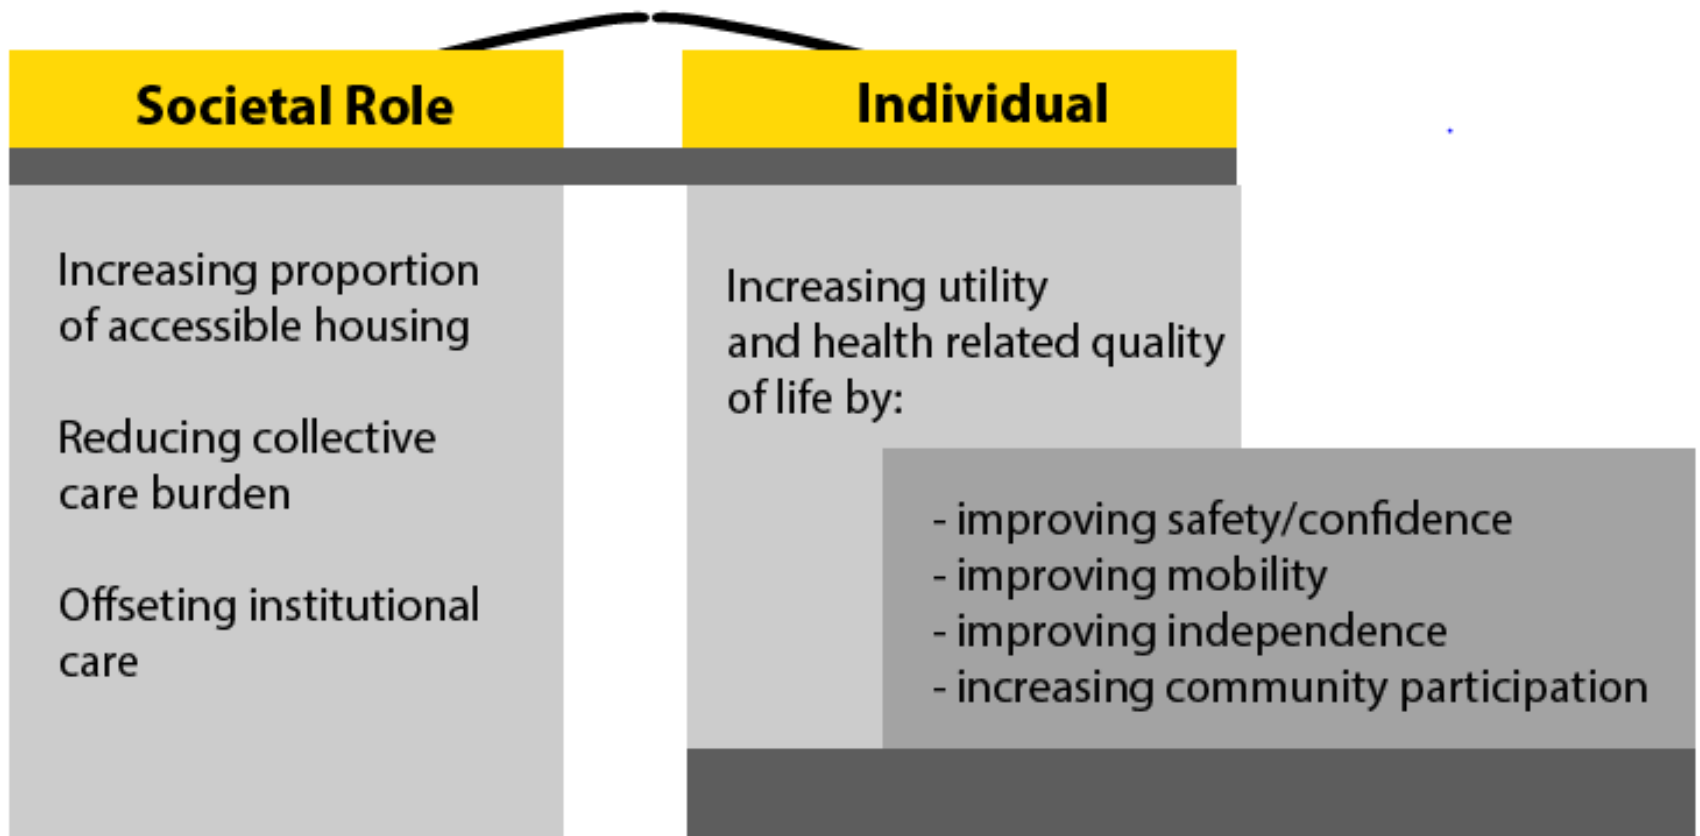 Societal Role
Increasing proportion
of accessible housing
Reducing collective
care burden
Offseting institutional
care
Individual
Increasing utility
and health related quality
of life by:
- improving safety/confidence
- improving mobility
- improving independence
- increasing community participation